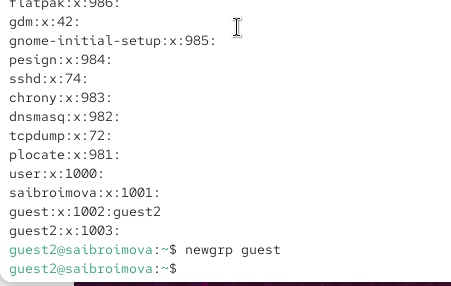 flatpak:x:986:
gdm:x:42:
gnome-initial-setup:x:985:
pesign:x:984:
sshd:x:74:
chrony:x:983:
dnsmasq:x:982:
tcpdump:x:72:
plocate:x:981:
user:x:1000:
saibroimova:x:1001:
guest:x:1002:guest2
guest2:x:1003:
guest2@saibroimova:~$ newgrp guest
guest2@saibroimova:~$